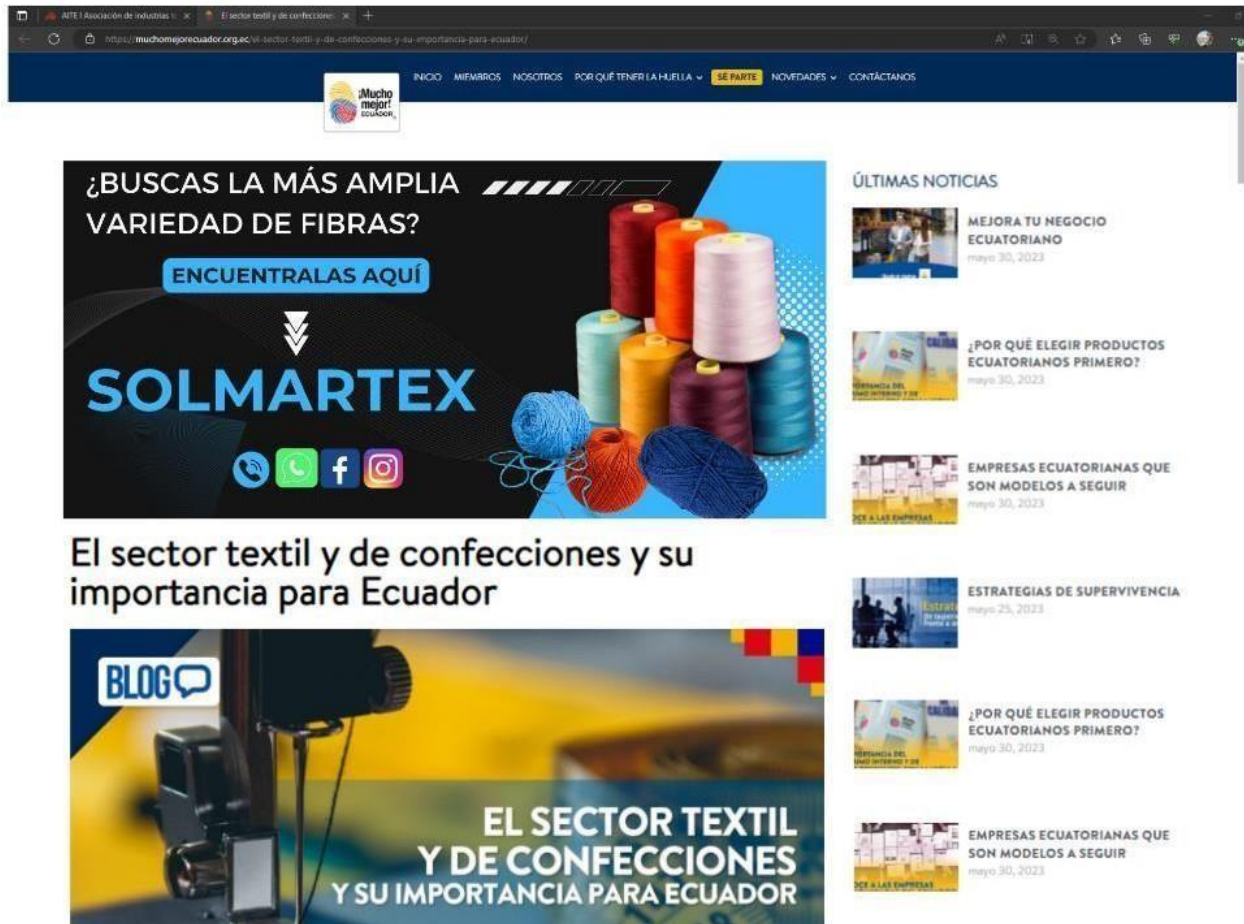 AITE | Asociación de industrias t
El sector textil y de confecciones
https://muchomejorecuador.org.ec/el-sector-textil-y-de-confecciones-y-su-importancia-para-ecuador/
INICIO MIEMBROS NOSOTROS POR QUÉ TENER LA HUELLA SÉ PARTE NOVEDADES CONTÁCTANOS
¡Mucho
mejor!
ECUADOR
¿BUSCAS LA MÁS AMPLIA
VARIEDAD DE FIBRAS?
ENCUENTRALAS AQUÍ
SOLMARTEX
El sector textil y de confecciones y su
importancia para Ecuador
BLOG
EL SECTOR TEXTIL
Y DE CONFECCIONES
Y SU IMPORTANCIA PARA ECUADOR
ÚLTIMAS NOTICIAS
MEJORA TU NEGOCIO
ECUATORIANO
mayo 30, 2023
¿POR QUÉ ELEGIR PRODUCTOS
ECUATORIANOS PRIMERO?
mayo 30, 2023
EMPRESAS ECUATORIANAS QUE
SON MODELOS A SEGUIR
mayo 30, 2023
ESTRATEGIAS DE SUPERVIVENCIA
mayo 25, 2023
¿POR QUÉ ELEGIR PRODUCTOS
ECUATORIANOS PRIMERO?
mayo 30, 2023
EMPRESAS ECUATORIANAS QUE
SON MODELOS A SEGUIR
mayo 30, 2023